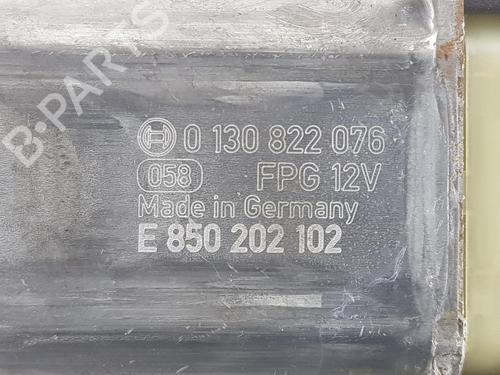 B-PARTS
0 130 822 076
058 FPG 12V
Made in Germany
E 850 202 102